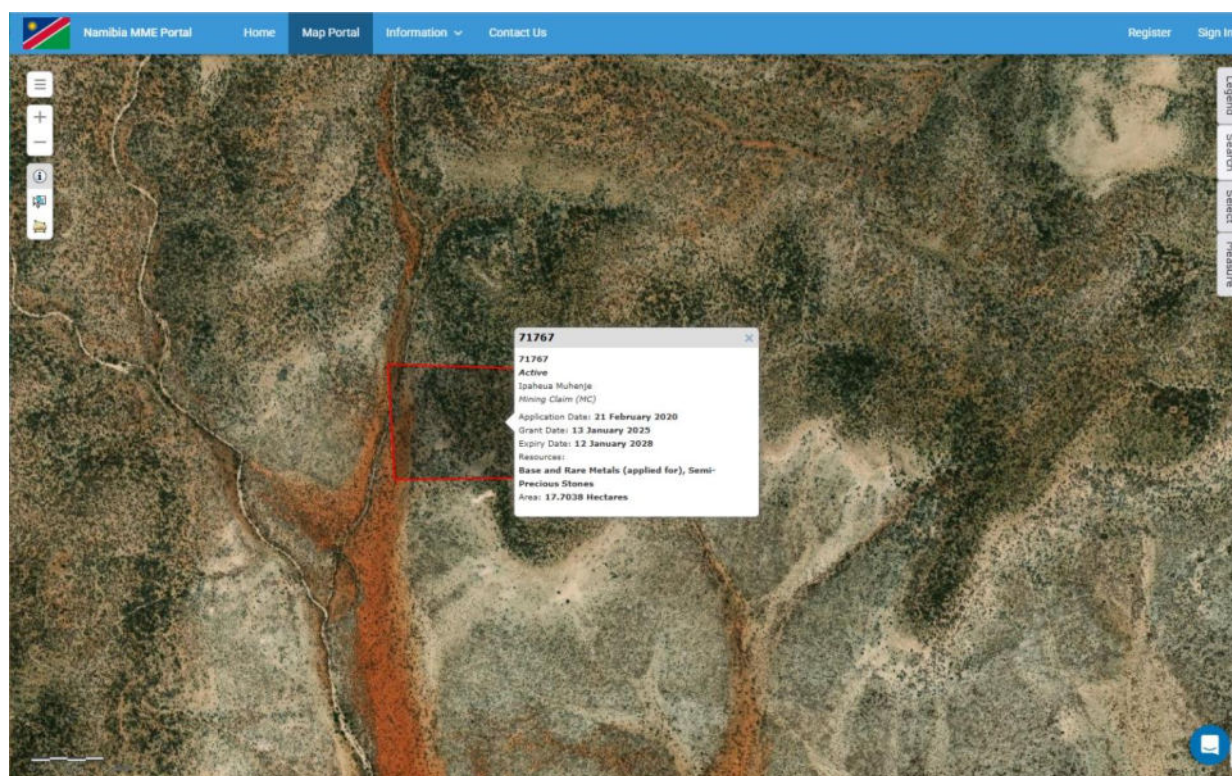 Namibia MME Portal
Home
Map Portal
Information
Contact Us
Register
Sign In
Legend
Search
Select
Measure
71767
71767
Active
Ipaheua Muhenje
Mining Claim (MC)
Application Date: 21 February 2020
Grant Date: 13 January 2025
Expiry Date: 12 January 2028
Resources:
Base and Rare Metals (applied for), Semi-
Precious Stones
Area: 17.7038 Hectares